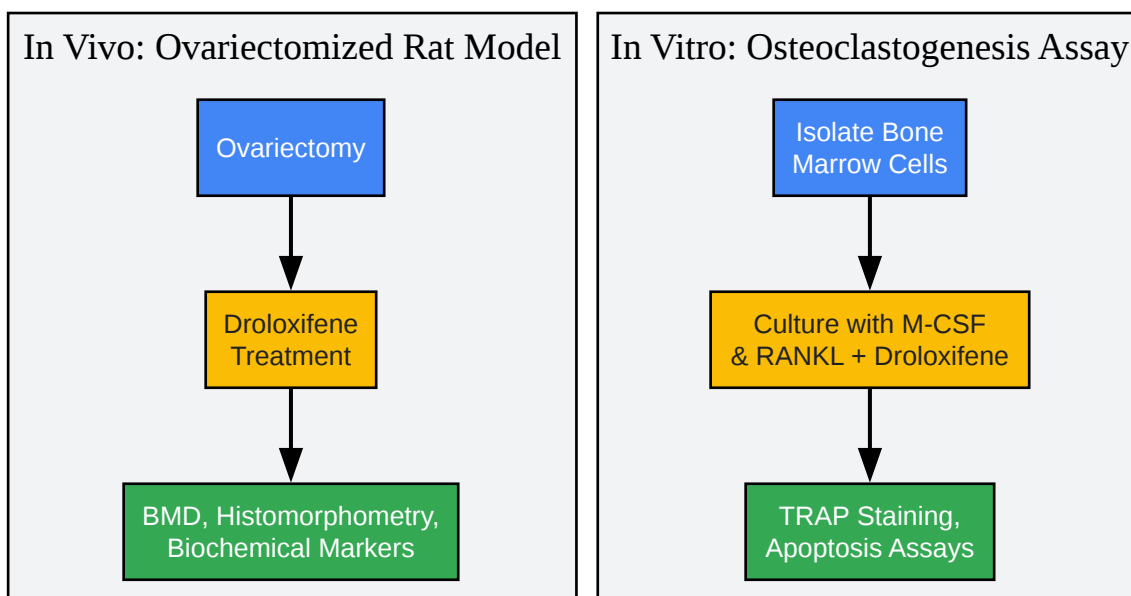 In Vivo: Ovariectomized Rat Model
Ovariectomy
Droloxifene
Treatment
BMD, Histomorphometry,
Biochemical Markers
In Vitro: Osteoclastogenesis Assay
Isolate Bone
Marrow Cells
Culture with M-CSF
& RANKL + Droloxifene
TRAP Staining,
Apoptosis Assays